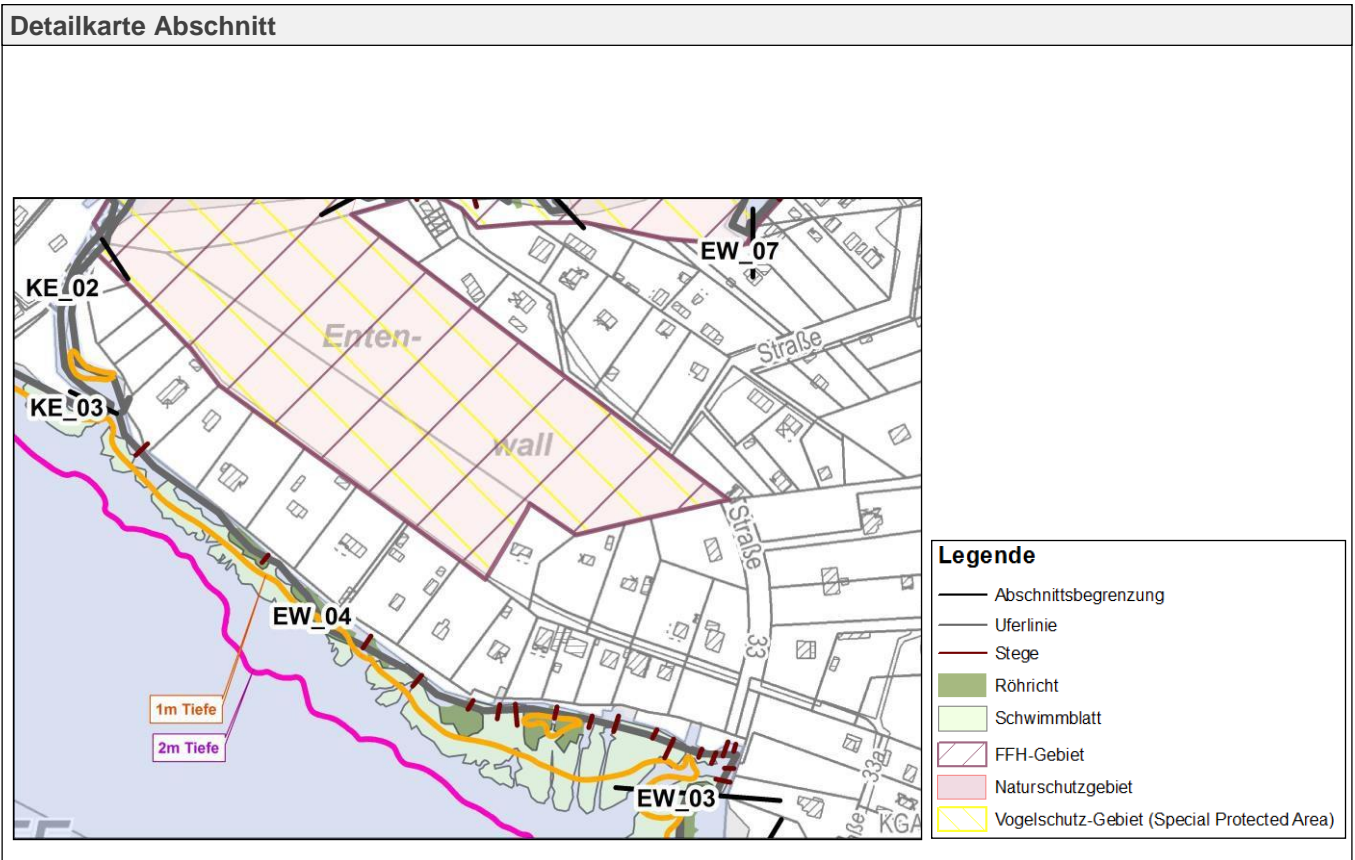 Detailkarte Abschnitt
EW_07
KE_02
Enten-
Straße
KE_03
wall
Straße
EW_04
33
1m Tiefe
2m Tiefe
33a
EW_03
KGA
Legende
Abschnittsbegrenzung
Uferlinie
Stege
Röhricht
Schwimmblatt
FFH-Gebiet
Naturschutzgebiet
Vogelschutz-Gebiet (Special Protected Area)